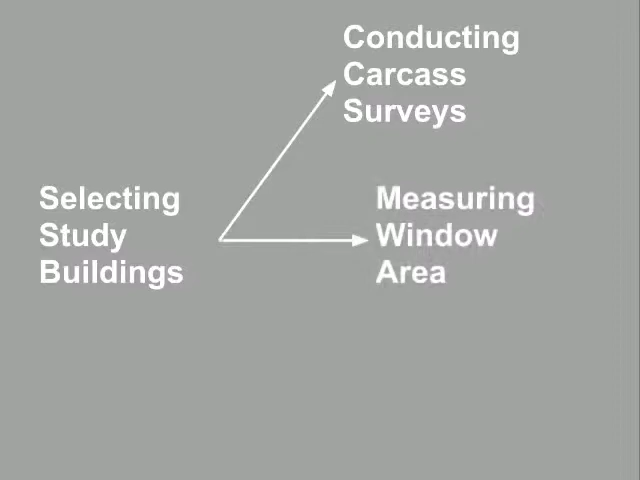 Conducting
Carcass
Surveys
Selecting
Study
Buildings
Measuring
Window
Area